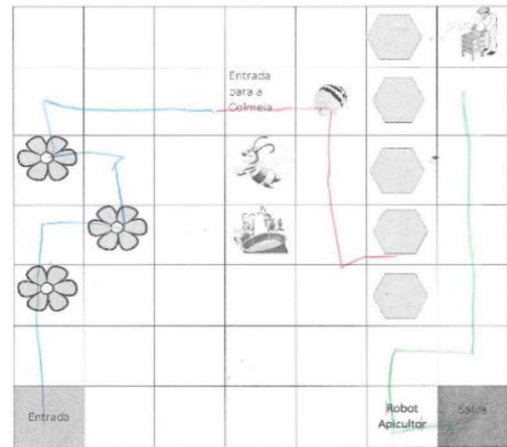 Entrada
para a
Colmeia
Entrada
Robot
Apicultor
Saída